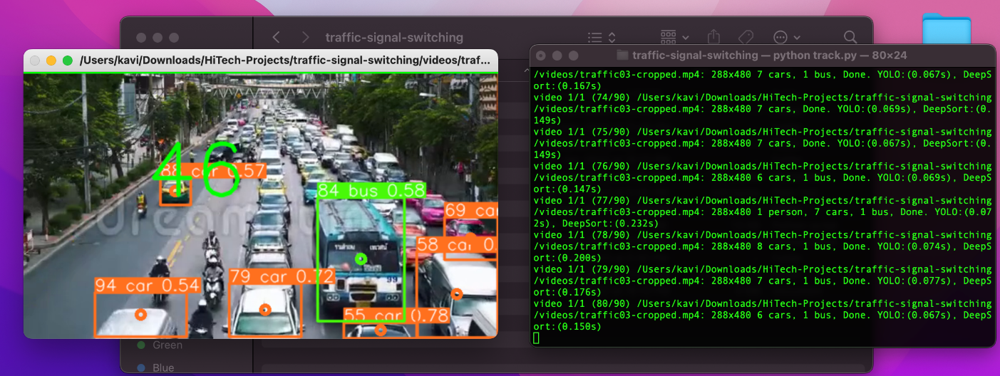 traffic-signal-switching
/Users/kavi/Downloads/HiTech-Projects/traffic-signal-switching/videos/traf...
46
88 car 0.57
84 bus 0.58
69 car
58 car 0.
79 car 0.72
94 car 0.54
55 car 0.78
99
Green
Blue
traffic-signal-switching — python track.py — 80×24
/videos/traffic03-cropped.mp4: 288x480 7 cars, 1 bus, Done. YOLO:(0.067s), DeepS
ort:(0.167s)
video 1/1 (74/90) /Users/kavi/Downloads/HiTech-Projects/traffic-signal-switching
/videos/traffic03-cropped.mp4: 288x480 7 cars, Done. YOLO:(0.069s), DeepSort:(0.
149s)
video 1/1 (75/90) /Users/kavi/Downloads/HiTech-Projects/traffic-signal-switching
/videos/traffic03-cropped.mp4: 288x480 7 cars, Done. YOLO:(0.067s), DeepSort:(0.
149s)
video 1/1 (76/90) /Users/kavi/Downloads/HiTech-Projects/traffic-signal-switching
/videos/traffic03-cropped.mp4: 288x480 6 cars, 1 bus, Done. YOLO:(0.069s), DeepS
ort:(0.147s)
video 1/1 (77/90) /Users/kavi/Downloads/HiTech-Projects/traffic-signal-switching
/videos/traffic03-cropped.mp4: 288x480 1 person, 7 cars, 1 bus, Done. YOLO:(0.07
2s), DeepSort:(0.232s)
video 1/1 (78/90) /Users/kavi/Downloads/HiTech-Projects/traffic-signal-switching
/videos/traffic03-cropped.mp4: 288x480 8 cars, 1 bus, Done. YOLO:(0.074s), DeepS
ort:(0.200s)
video 1/1 (79/90) /Users/kavi/Downloads/HiTech-Projects/traffic-signal-switching
/videos/traffic03-cropped.mp4: 288x480 7 cars, 1 bus, Done. YOLO:(0.077s), DeepS
ort:(0.176s)
video 1/1 (80/90) /Users/kavi/Downloads/HiTech-Projects/traffic-signal-switching
/videos/traffic03-cropped.mp4: 288x480 6 cars, 1 bus, Done. YOLO:(0.067s), DeepS
ort:(0.150s)